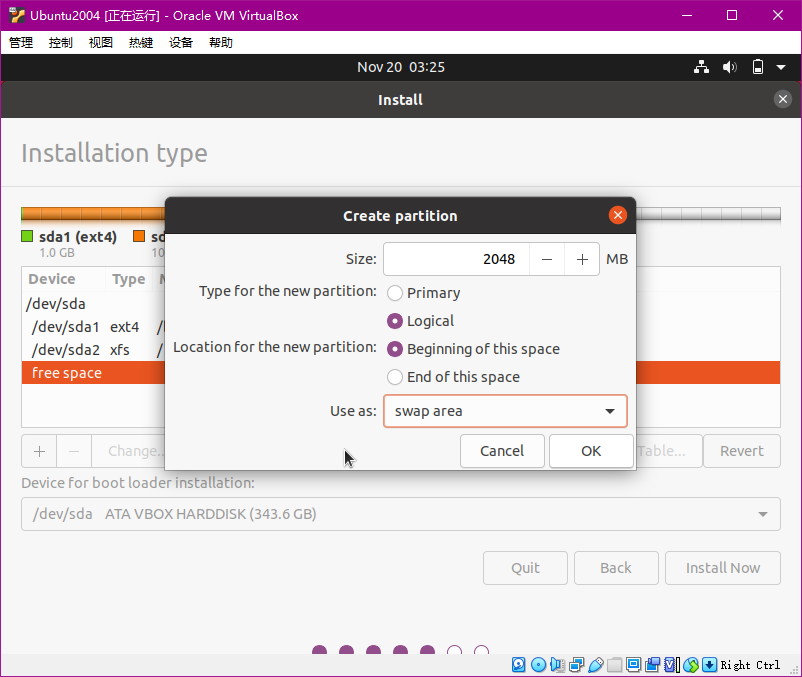 Ubuntu2004 [正在运行] - Oracle VM VirtualBox
管理 控制 视图 热键 设备 帮助
Nov 20 03:25
Install
Installation type
Create partition
sda1 (ext4)
1.0 GB
Size: 2048 MB
Type for the new partition: Primary
Logical
Location for the new partition: Beginning of this space
End of this space
Use as: swap area
Cancel OK
Device Type
/dev/sda
/dev/sda1 ext4
/dev/sda2 xfs
free space
+ − Change... Table... Revert
Device for boot loader installation:
/dev/sda ATA VBOX HARDDISK (343.6 GB)
Quit Back Install Now
Right Ctrl